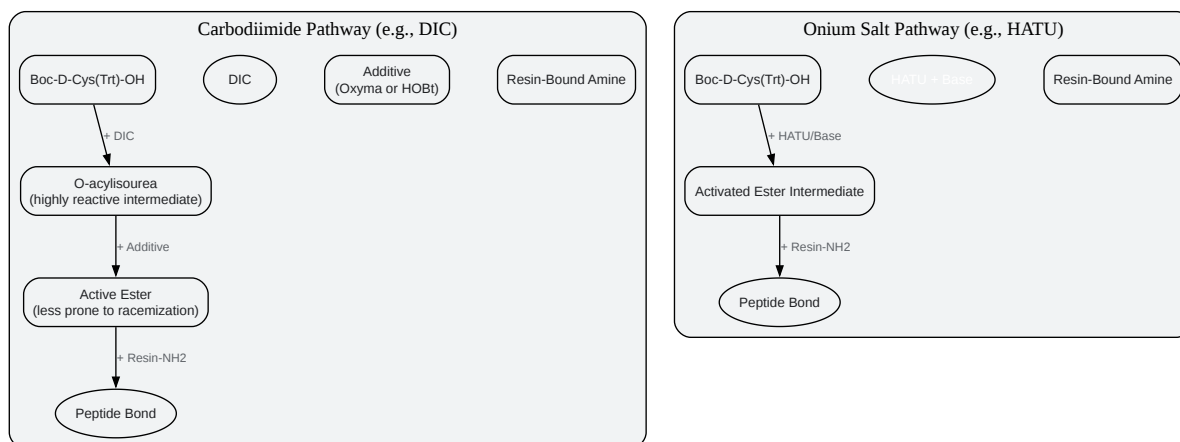 Carbodiimide Pathway (e.g., DIC)
Boc-D-Cys(Trt)-OH
DIC
Additive
(Oxyma or HOBt)
Resin-Bound Amine
+ DIC
O-acylisourea
(highly reactive intermediate)
+ Additive
Active Ester
(less prone to racemization)
+ Resin-NH2
Peptide Bond
Onium Salt Pathway (e.g., HATU)
Boc-D-Cys(Trt)-OH
HATU + Base
Resin-Bound Amine
+ HATU/Base
Activated Ester Intermediate
+ Resin-NH2
Peptide Bond